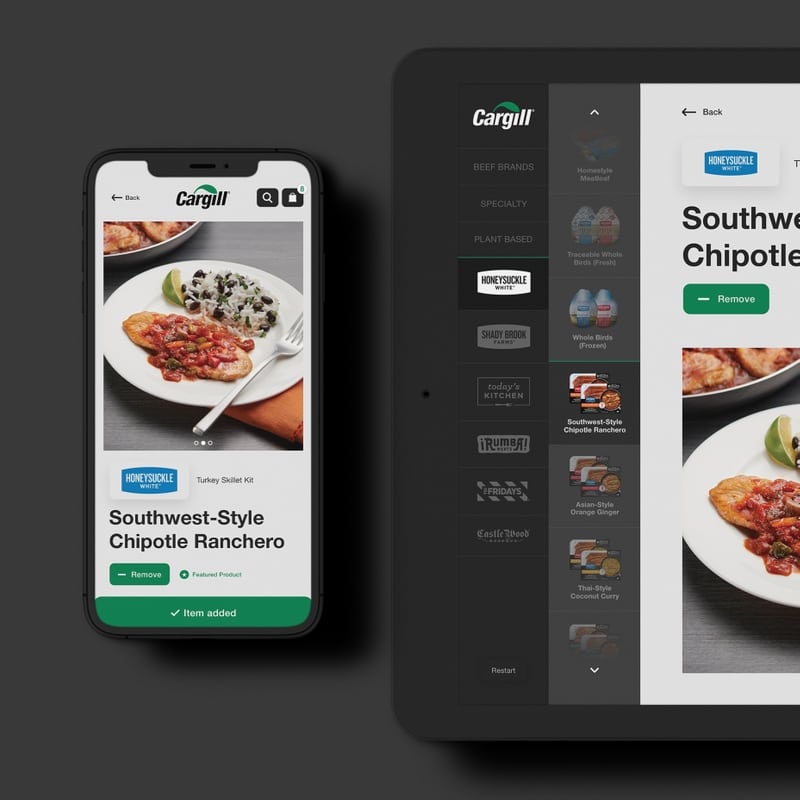 Back
Cargill®
8
HONEYSUCKLE
WHITE®
Turkey Skillet Kit
Southwest-Style
Chipotle Ranchero
Remove
Featured Product
Item added
Cargill®
BEEF BRANDS
SPECIALTY
PLANT BASED
HONEYSUCKLE
WHITE®
SHADY BROOK
FARMS®
today's
KITCHEN
¡RUMBA!
MEATS
FRIDAYS
Castle Wood
RESERVE
Restart
Homestyle
Meatloaf
Traceable Whole
Birds (Fresh)
Whole Birds
(Frozen)
Southwest-Style
Chipotle Ranchero
Asian-Style
Orange Ginger
Thai-Style
Coconut Curry
Back
HONEYSUCKLE
WHITE®
T
Southwe
Chipotle
Remove